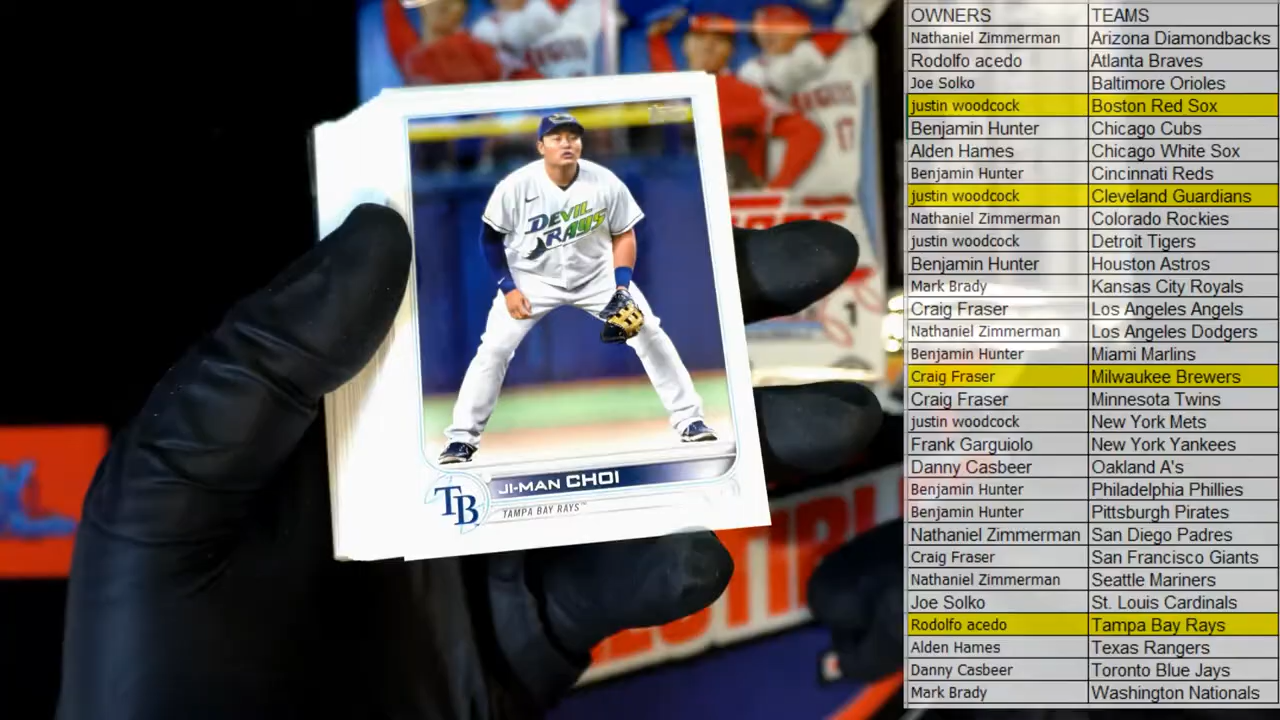 Topps
DEVIL
RAYS
JI-MAN CHOI
TB
TAMPA BAY RAYS™
17
1
OWNERS TEAMS
Nathaniel Zimmerman Arizona Diamondbacks
Rodolfo acedo Atlanta Braves
Joe Solko Baltimore Orioles
justin woodcock Boston Red Sox
Benjamin Hunter Chicago Cubs
Alden Hames Chicago White Sox
Benjamin Hunter Cincinnati Reds
justin woodcock Cleveland Guardians
Nathaniel Zimmerman Colorado Rockies
justin woodcock Detroit Tigers
Benjamin Hunter Houston Astros
Mark Brady Kansas City Royals
Craig Fraser Los Angeles Angels
Nathaniel Zimmerman Los Angeles Dodgers
Benjamin Hunter Miami Marlins
Craig Fraser Milwaukee Brewers
Craig Fraser Minnesota Twins
justin woodcock New York Mets
Frank Garguiolo New York Yankees
Danny Casbeer Oakland A's
Benjamin Hunter Philadelphia Phillies
Benjamin Hunter Pittsburgh Pirates
Nathaniel Zimmerman San Diego Padres
Craig Fraser San Francisco Giants
Nathaniel Zimmerman Seattle Mariners
Joe Solko St. Louis Cardinals
Rodolfo acedo Tampa Bay Rays
Alden Hames Texas Rangers
Danny Casbeer Toronto Blue Jays
Mark Brady Washington Nationals